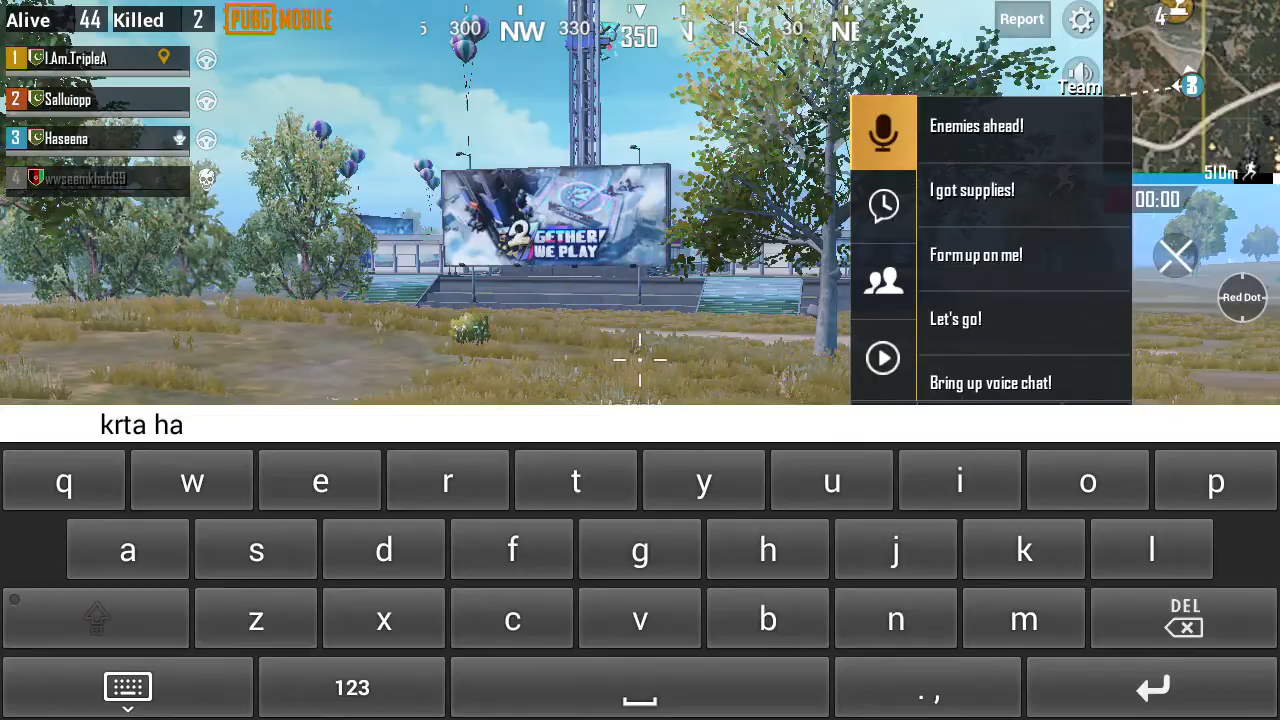 Alive 44 Killed 2 PUBG MOBILE
300 NW 330 350 N 15 30 NE
Report
4
1 I.Am.TripleA
2 Salluiopp
3 Haseena
Team
3
510m
00:00
Red Dot
2GETHER!
WE PLAY
Enemies ahead!
I got supplies!
Form up on me!
Let's go!
Bring up voice chat!
krta ha
q w e r t y u i o p
a s d f g h j k l
z x c v b n m DEL
123 . ,